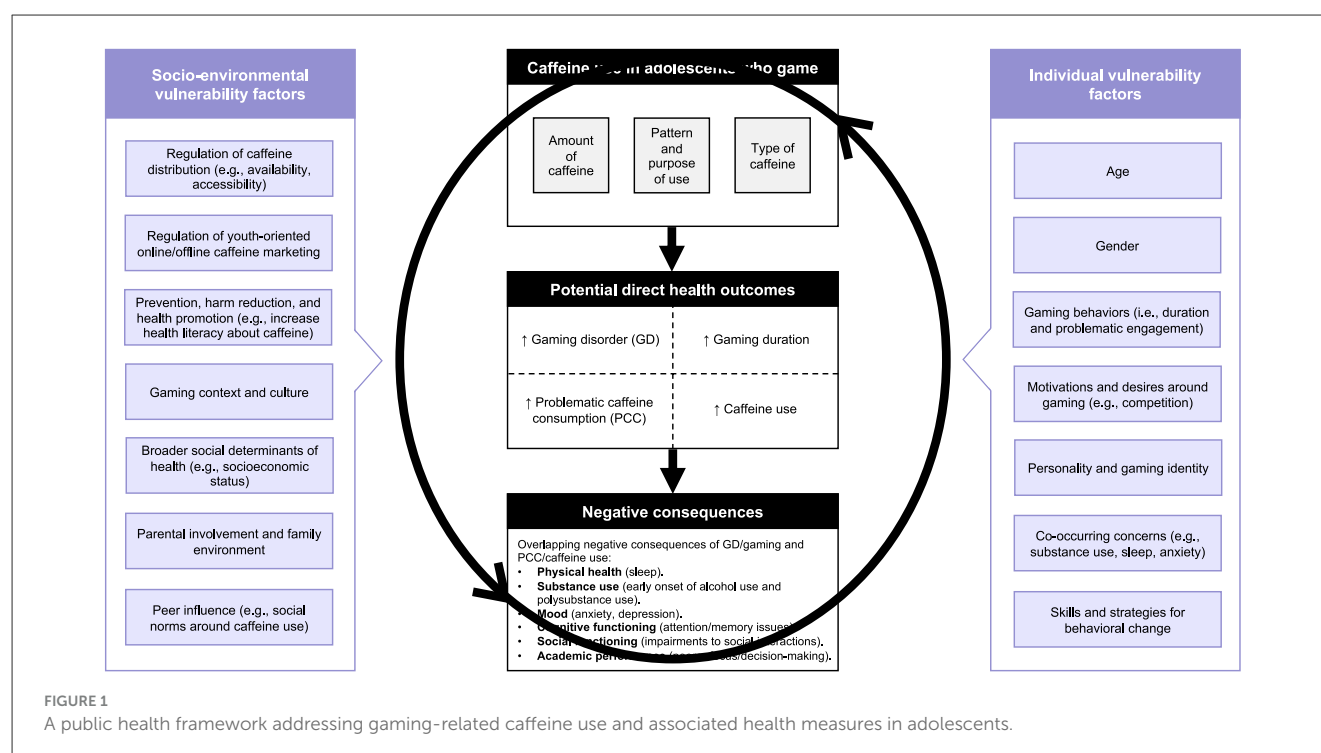 Socio-environmental
vulnerability factors
Regulation of caffeine
distribution (e.g., availability,
accessibility)
Regulation of youth-oriented
online/offline caffeine marketing
Prevention, harm reduction, and
health promotion (e.g., increase
health literacy about caffeine)
Gaming context and culture
Broader social determinants of
health (e.g., socioeconomic
status)
Parental involvement and family
environment
Peer influence (e.g., social
norms around caffeine use)
Caffeine use in adolescents who game
Amount
of
caffeine
Pattern
and
purpose
of use
Type of
caffeine
Potential direct health outcomes
↑ Gaming disorder (GD)
↑ Gaming duration
↑ Problematic caffeine
consumption (PCC)
↑ Caffeine use
Negative consequences
Overlapping negative consequences of GD/gaming and
PCC/caffeine use:
• Physical health (sleep).
• Substance use (early onset of alcohol use and
polysubstance use).
• Mood (anxiety, depression).
• Cognitive functioning (attention/memory issues)
• Social functioning (impairments to social interactions).
• Academic performance /decision-making).
Individual vulnerability
factors
Age
Gender
Gaming behaviors (i.e., duration
and problematic engagement)
Motivations and desires around
gaming (e.g., competition)
Personality and gaming identity
Co-occurring concerns (e.g.,
substance use, sleep, anxiety)
Skills and strategies for
behavioral change
FIGURE 1
A public health framework addressing gaming-related caffeine use and associated health measures in adolescents.